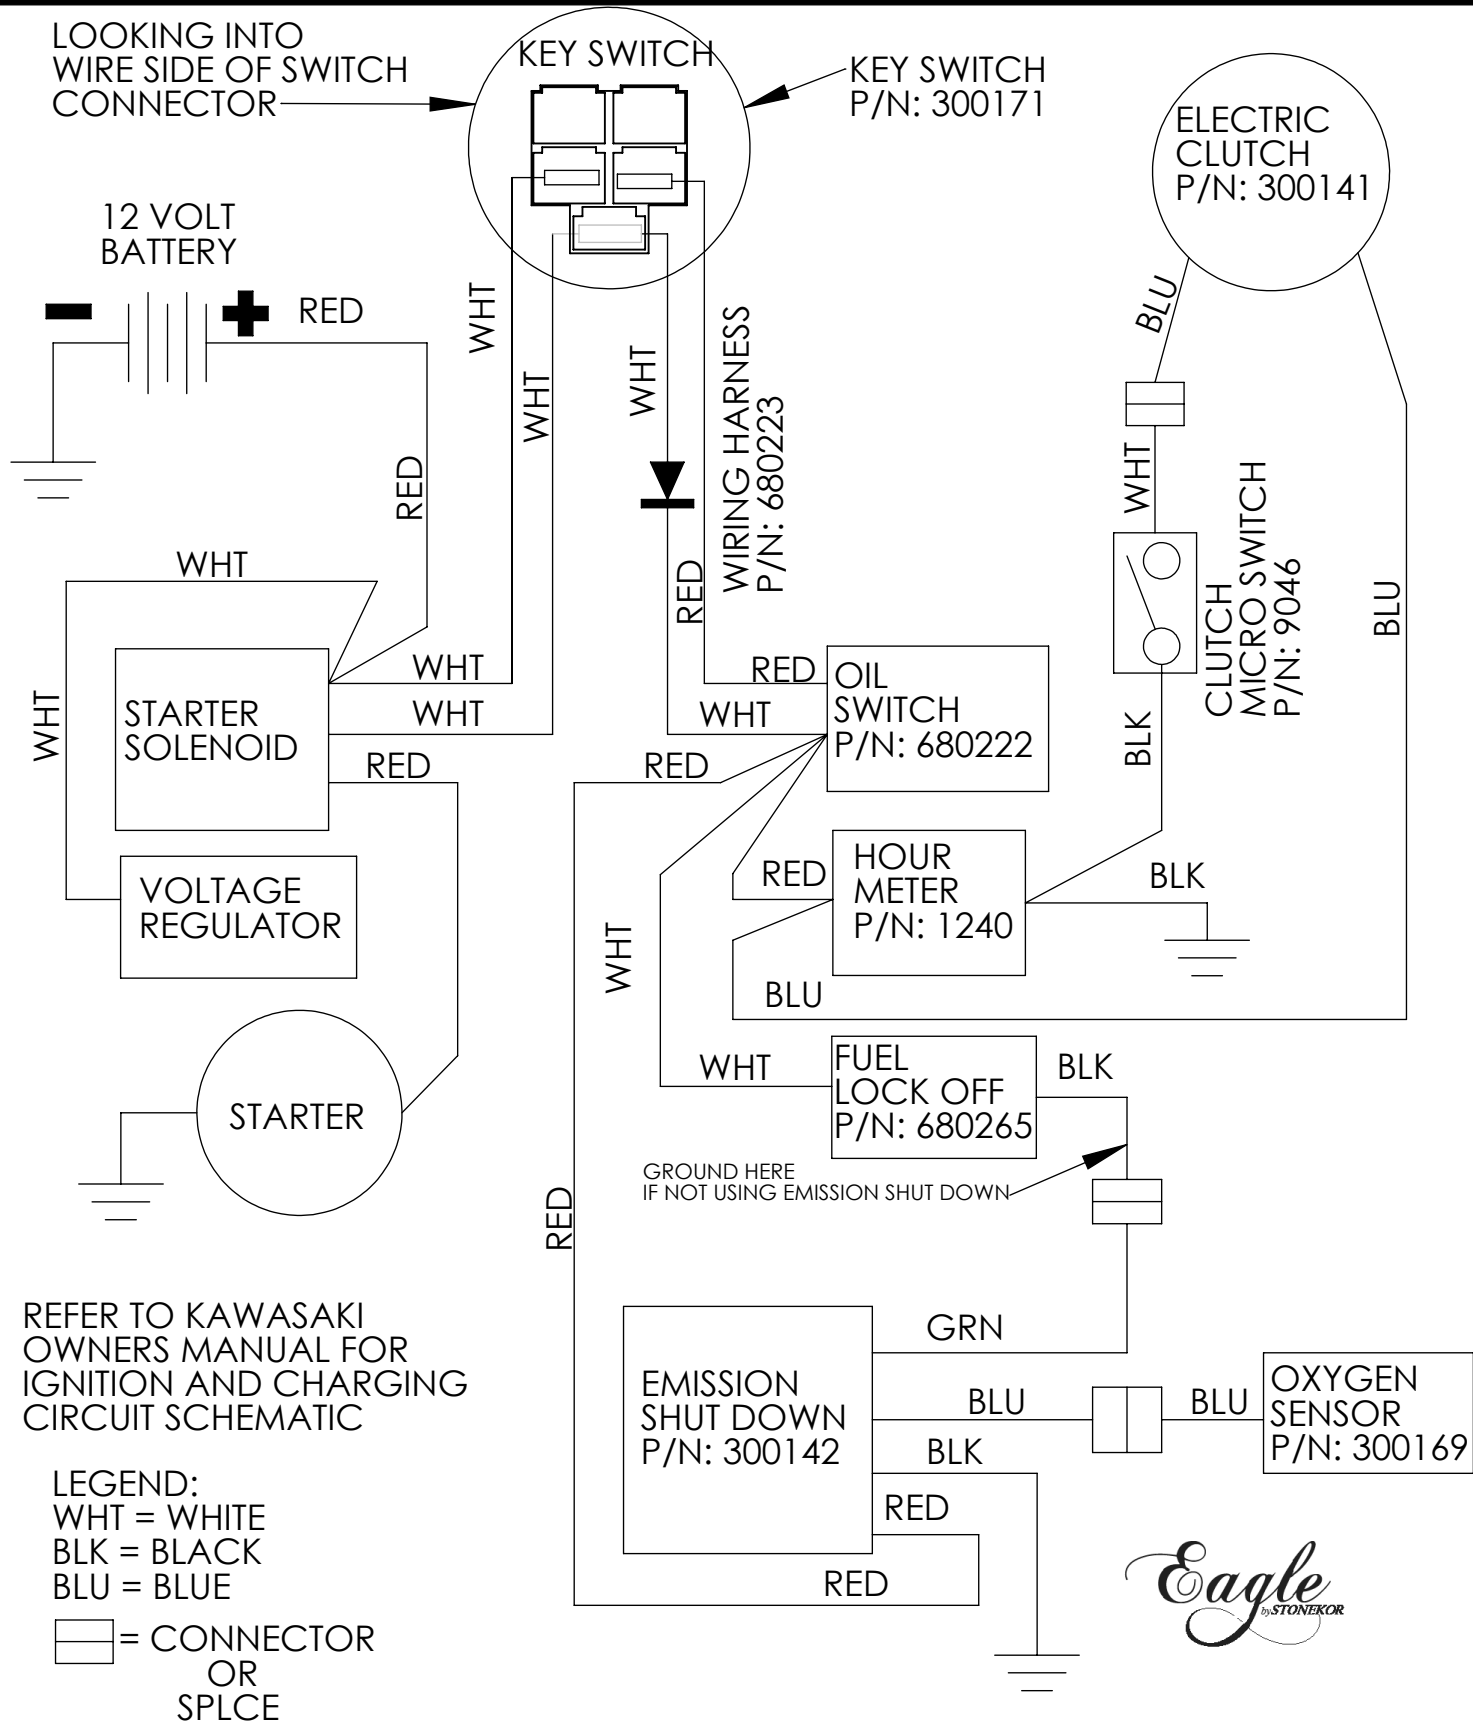 LOOKING INTO
WIRE SIDE OF SWITCH
CONNECTOR
KEY SWITCH
KEY SWITCH
P/N: 300171
ELECTRIC
CLUTCH
P/N: 300141
12 VOLT
BATTERY
RED
WHT
WHT
WHT
WIRING HARNESS
P/N: 680223
BLU
WHT
RED
RED
CLUTCH
MICRO SWITCH
P/N: 9046
BLU
WHT
WHT
WHT
WHT
RED
STARTER
SOLENOID
RED
WHT
RED
OIL
SWITCH
P/N: 680222
BLK
VOLTAGE
REGULATOR
RED
HOUR
METER
P/N: 1240
BLK
WHT
BLU
STARTER
WHT
FUEL
LOCK OFF
P/N: 680265
BLK
GROUND HERE
IF NOT USING EMISSION SHUT DOWN
RED
REFER TO KAWASAKI
OWNERS MANUAL FOR
IGNITION AND CHARGING
CIRCUIT SCHEMATIC
EMISSION
SHUT DOWN
P/N: 300142
GRN
BLU
BLU
OXYGEN
SENSOR
P/N: 300169
BLK
RED
RED
LEGEND:
WHT = WHITE
BLK = BLACK
BLU = BLUE
= CONNECTOR
OR
SPLCE
Eagle
by STONEKOR